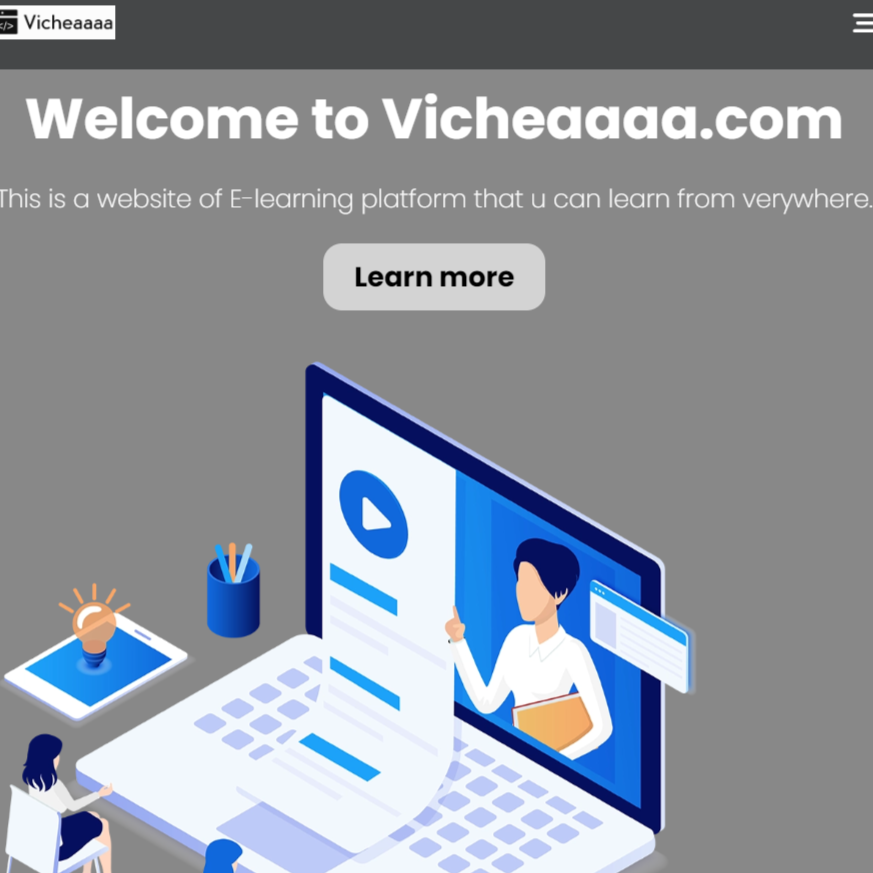 </> Vicheaaaa
Welcome to Vicheaaaa.com
This is a website of E-learning platform that u can learn from verywhere.
Learn more